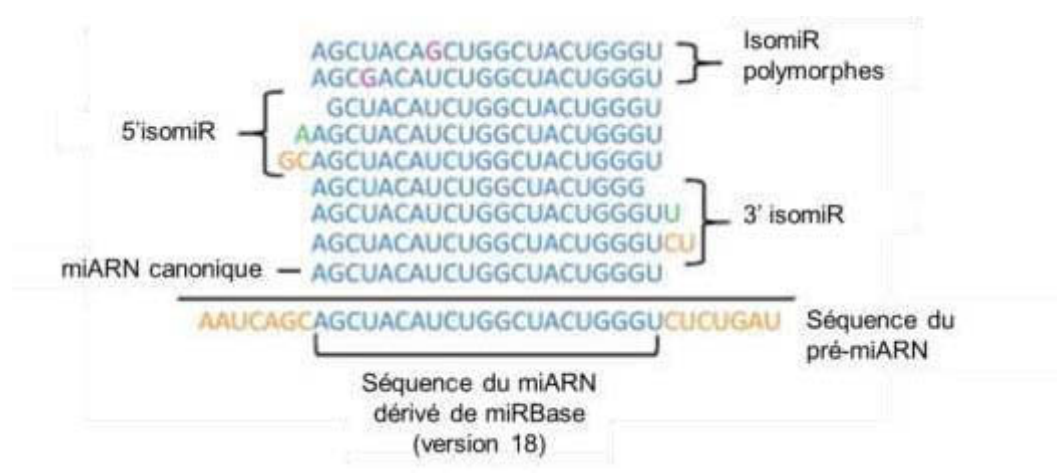 AGCUACAGCUGGCUACUGGGU
IsomiR
polymorphes
AGCGACAUCUGGCUACUGGGU
GCUACAUCUGGCUACUGGGU
5'isomiR
AAGCUACAUCUGGCUACUGGGU
GCAGCUACAUCUGGCUACUGGGU
AGCUACAUCUGGCUACUGGG
AGCUACAUCUGGCUACUGGGUU
3' isomiR
AGCUACAUCUGGCUACUGGGUCU
miARN canonique
AGCUACAUCUGGCUACUGGGU
AAUCAGCAGCUACAUCUGGCUACUGGGUCUCUGAU
Séquence du
pré-miARN
Séquence du miARN
dérivé de miRBase
(version 18)